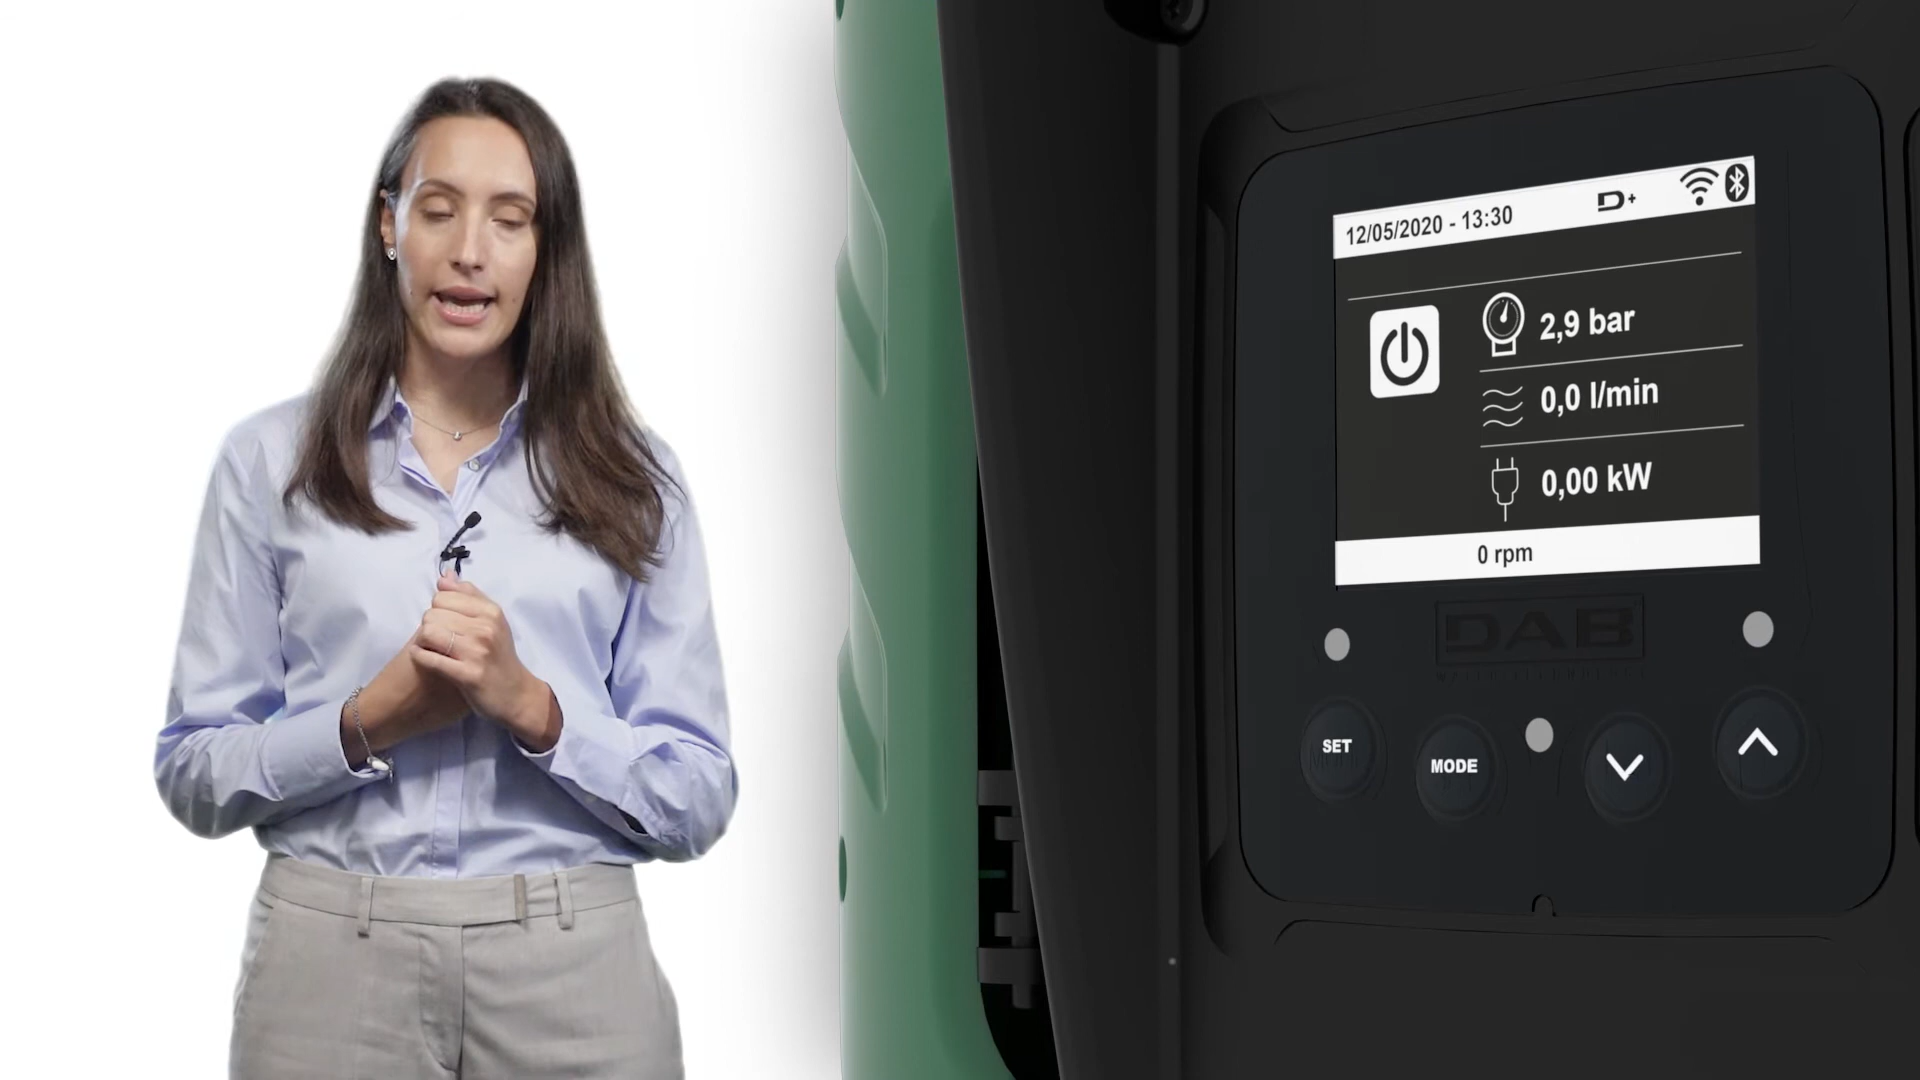 12/05/2020 - 13:30
D+
2,9 bar
0,0 l/min
0,00 kW
0 rpm
DAB
SET
MODE